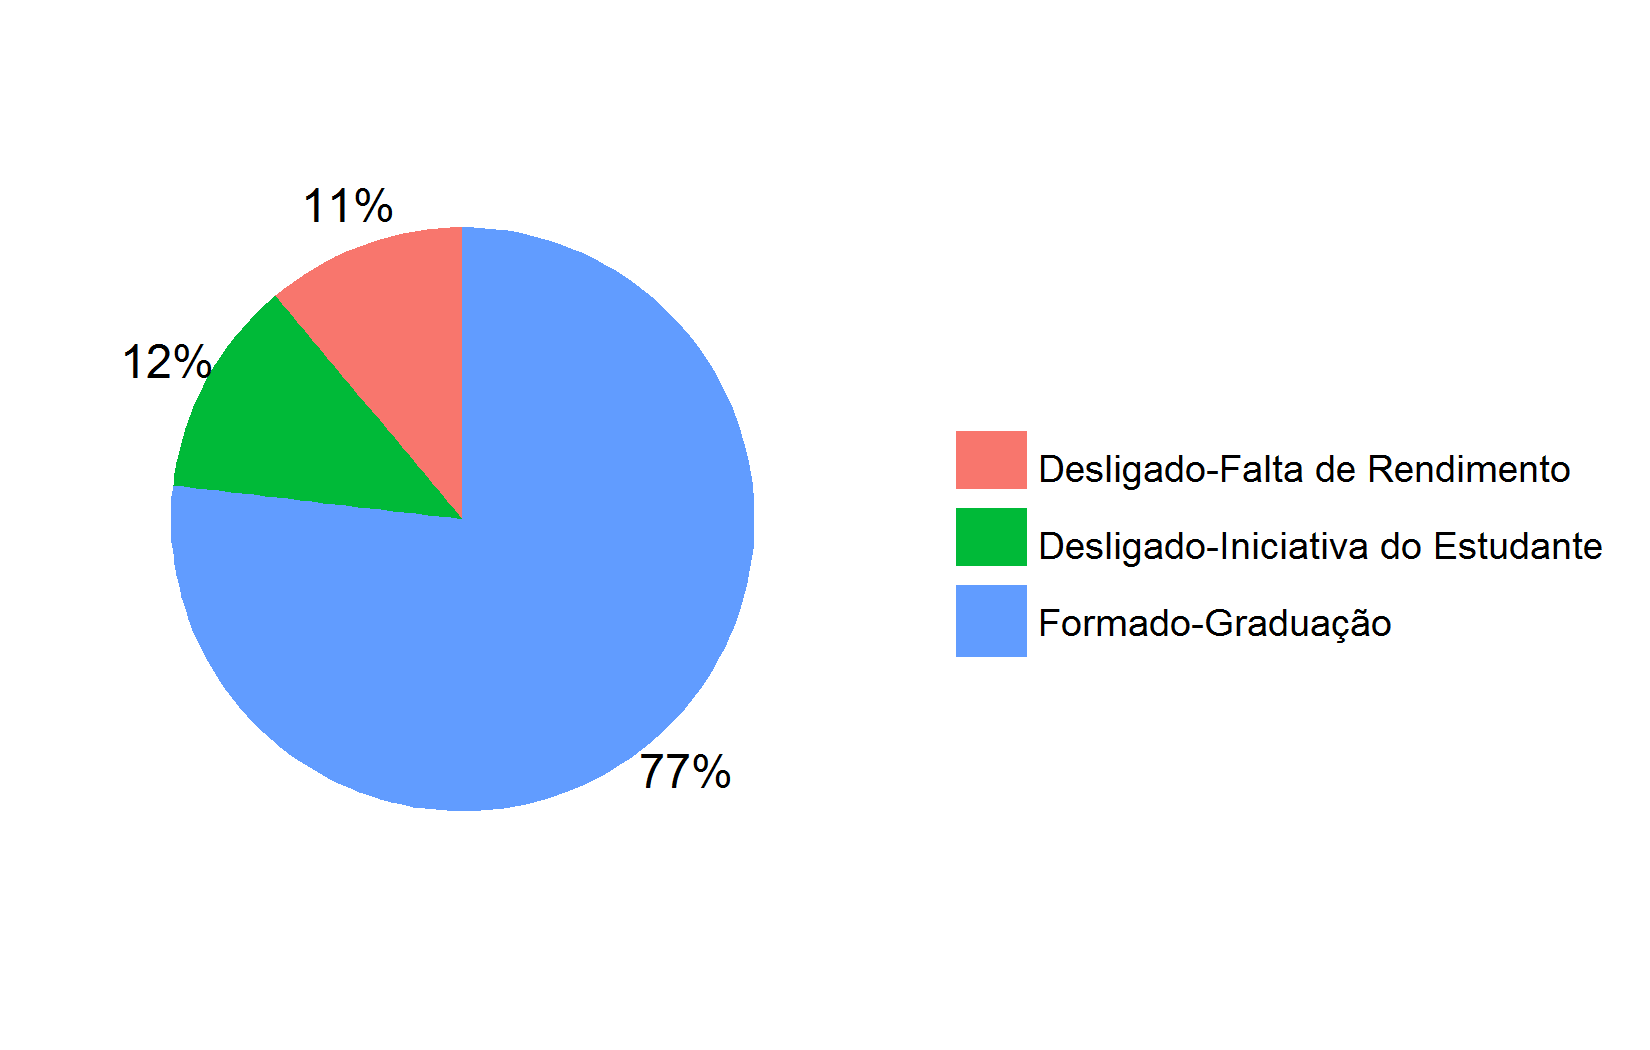 11%
12%
77%
Desligado-Falta de Rendimento
Desligado-Iniciativa do Estudante
Formado-Graduação